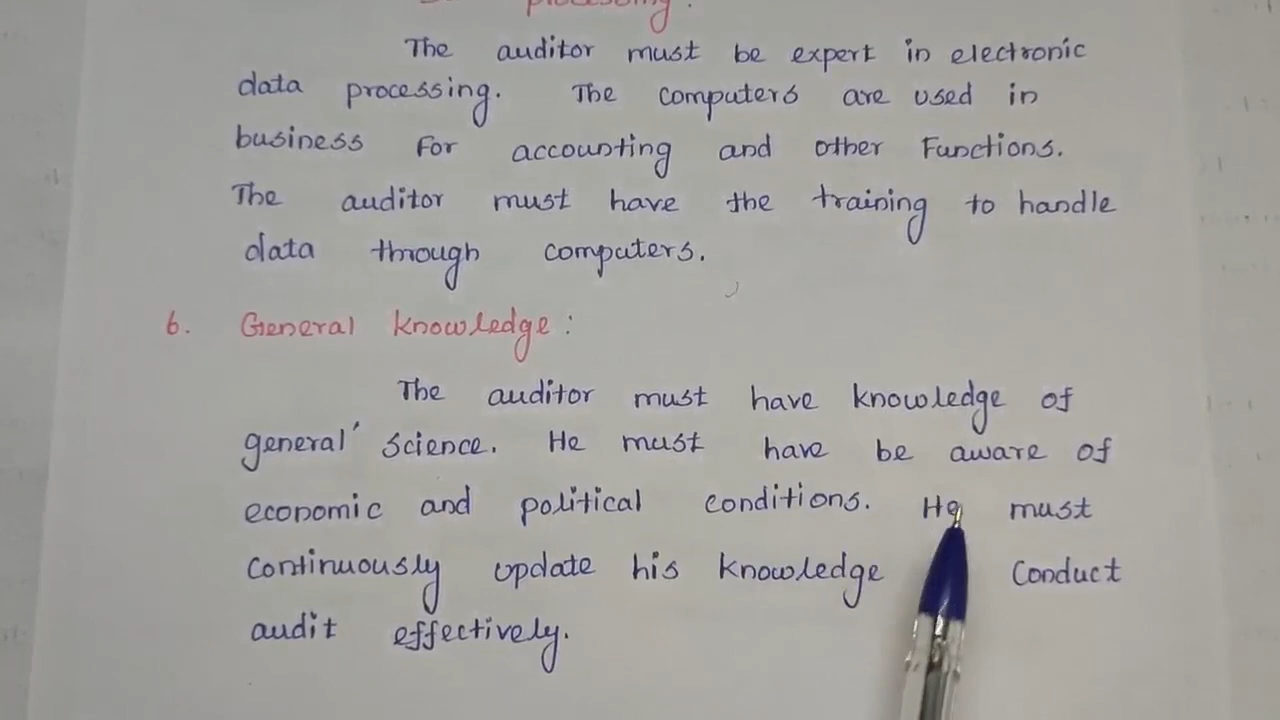 processing:
The auditor must be expert in electronic
data processing. The computers are used in
business For accounting and other Functions.
The auditor must have the training to handle
data through computers.
6. General knowledge:
The auditor must have knowledge of
general science. He must have be aware of
economic and political conditions. He must
continuously update his knowledge Conduct
audit effectively.